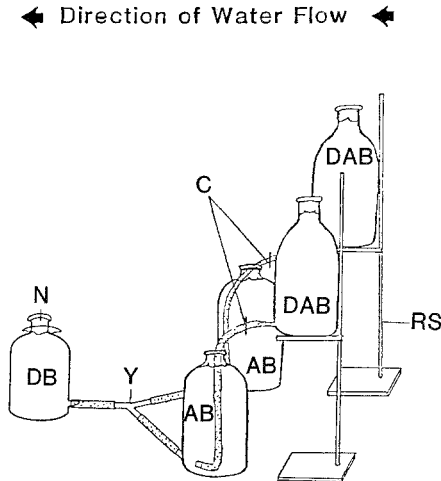 Direction of Water Flow
DAB
C
DAB
N
RS
DB
Y
AB
AB